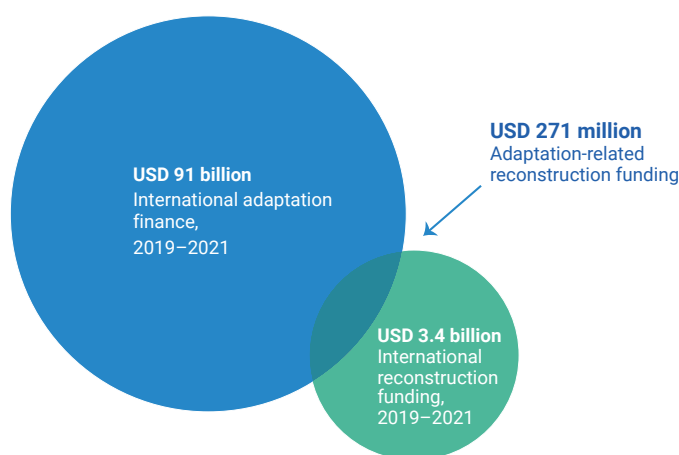 USD 271 million
Adaptation-related
reconstruction funding
USD 91 billion
International adaptation
finance,
2019–2021
USD 3.4 billion
International
reconstruction
funding,
2019–2021